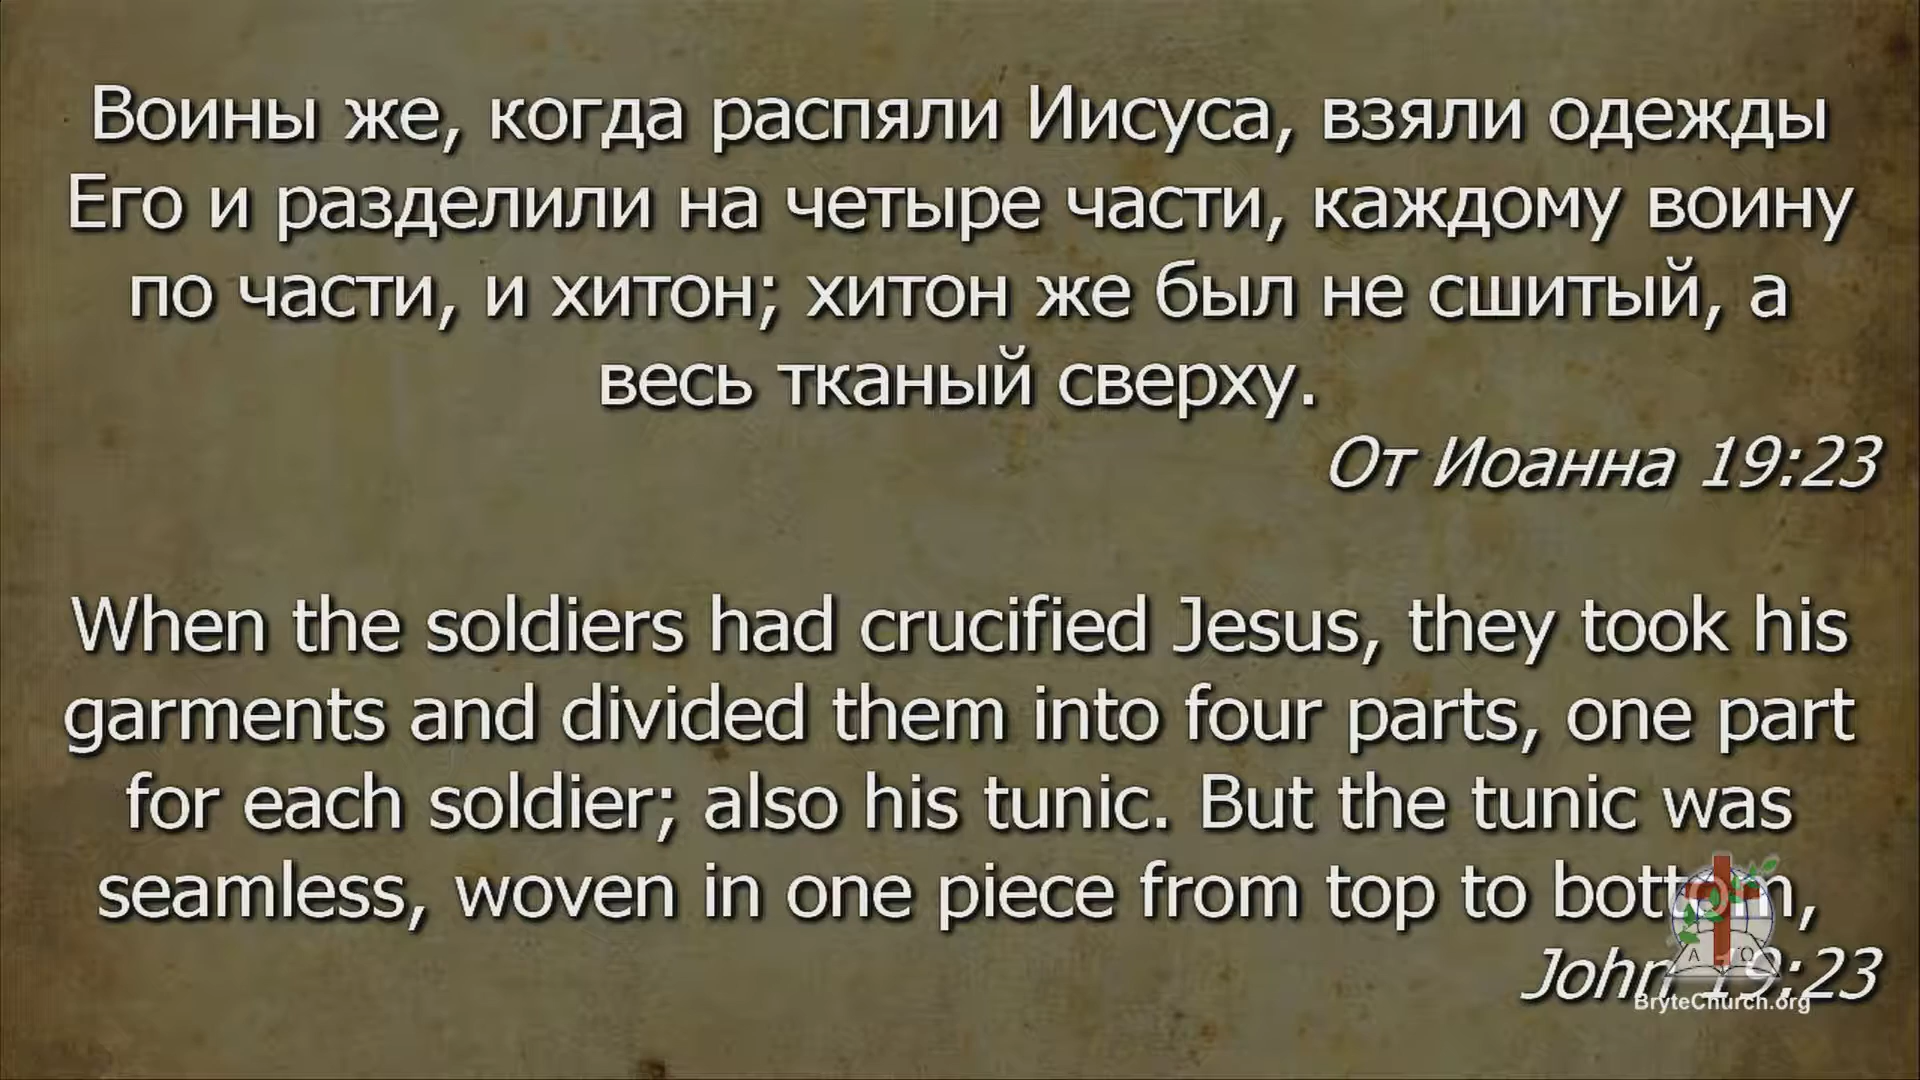 Воины же, когда распяли Иисуса, взяли одежды
Его и разделили на четыре части, каждому воину
по части, и хитон; хитон же был не сшитый, а
весь тканый сверху.
От Иоанна 19:23
When the soldiers had crucified Jesus, they took his
garments and divided them into four parts, one part
for each soldier; also his tunic. But the tunic was
seamless, woven in one piece from top to bottom,
John 19:23
Α Ω
BryteChurch.org